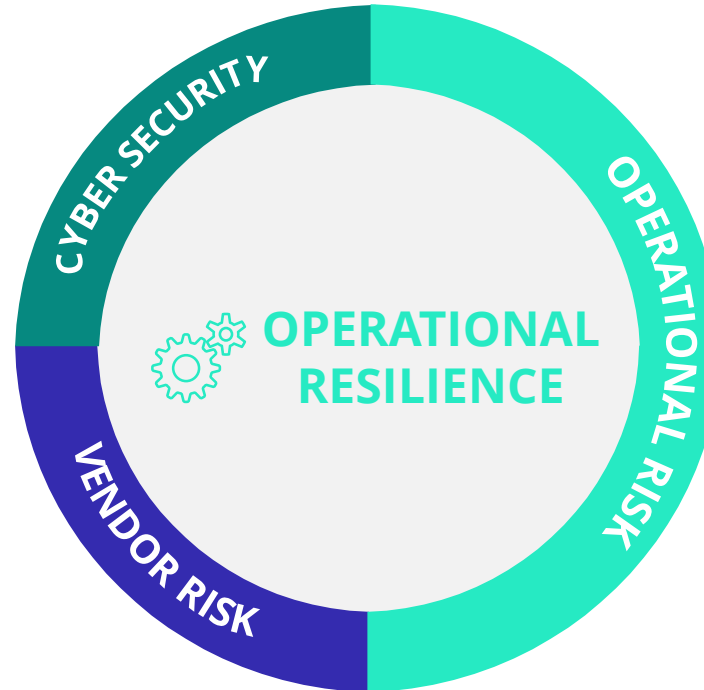 CYBER SECURITY
OPERATIONAL RISK
OPERATIONAL
RESILIENCE
VENDOR RISK